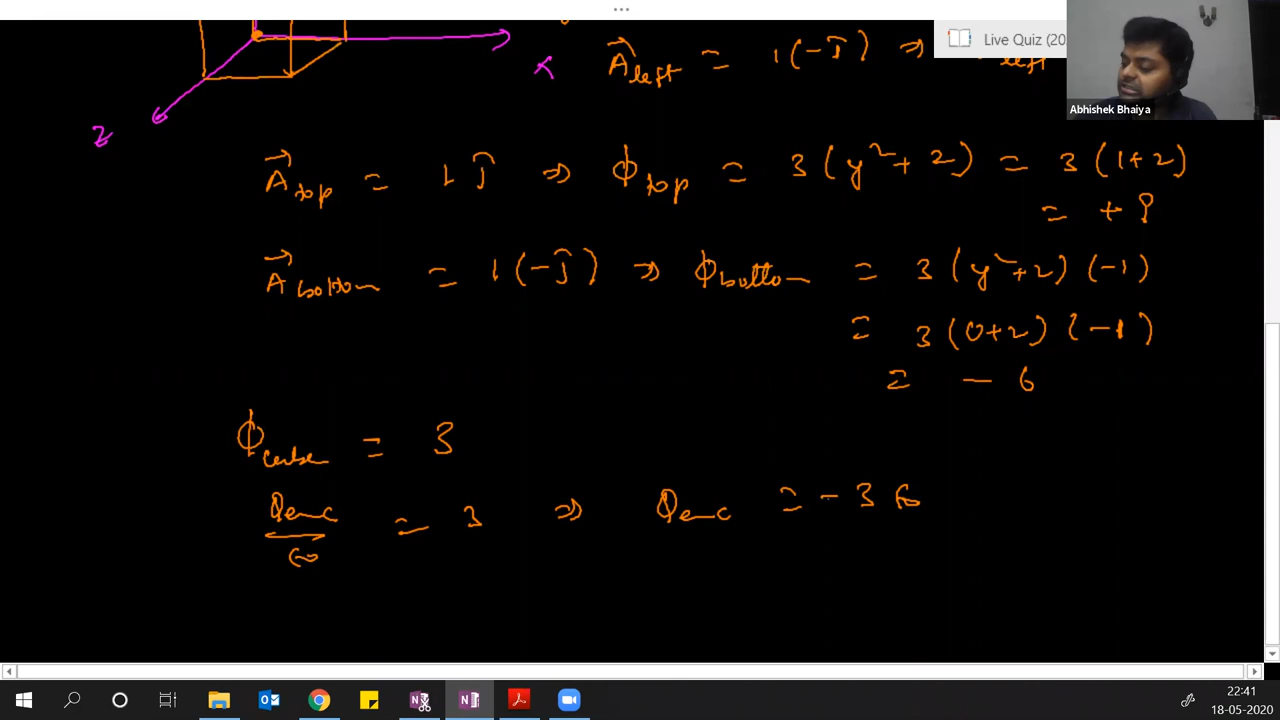 Live Quiz (20
x
A⃗left = 1(-ĵ) ⇒ left
Abhishek Bhaiya
z
A⃗top = 1ĵ ⇒ ϕtop = 3(y²+2) = 3(1+2)
= +9
A⃗bottom = 1(-ĵ) ⇒ ϕbottom = 3(y²+2)(-1)
= 3(0+2)(-1)
= -6
ϕcube = 3
Qenc/ϵ0 = 3 ⇒ Qenc = -3ϵ0
22:41
18-05-2020